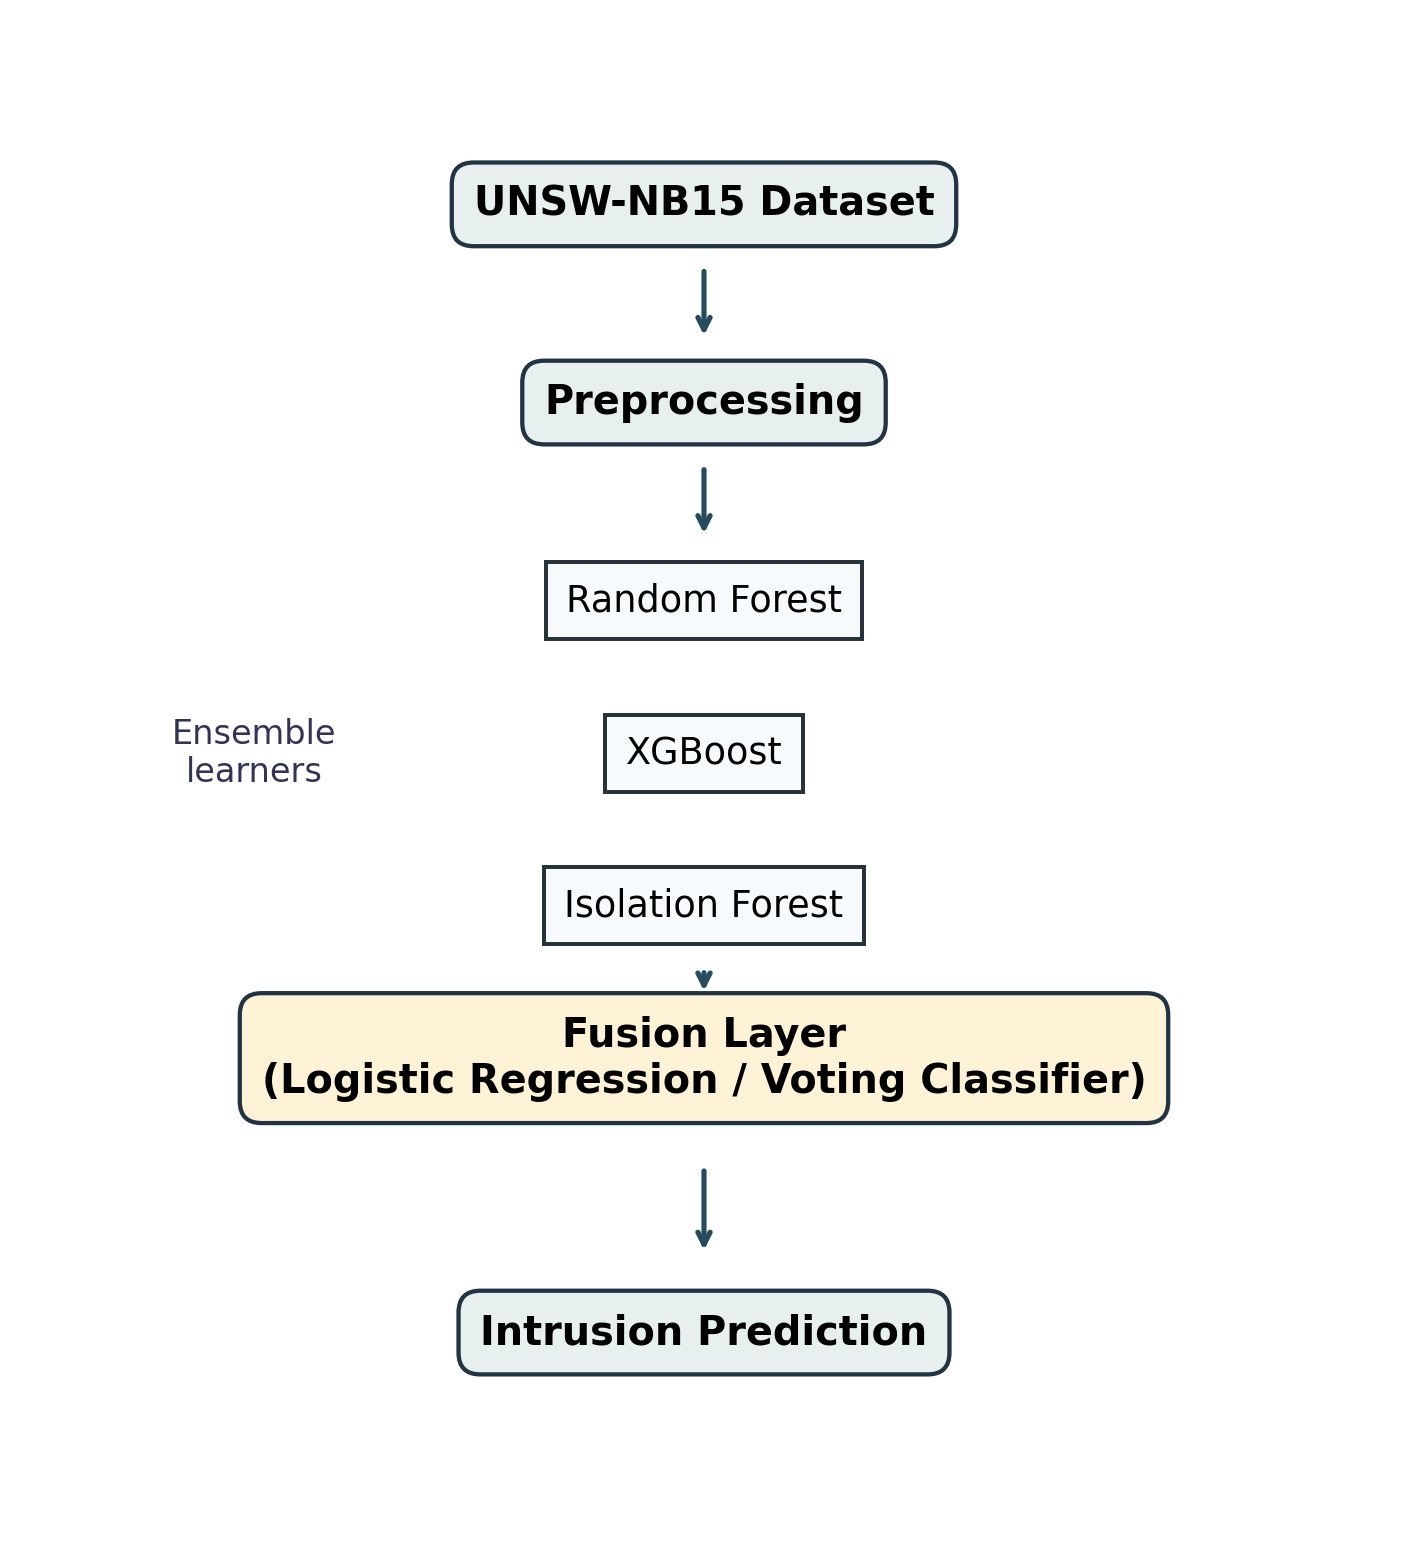 UNSW-NB15 Dataset
Preprocessing
Random Forest
Ensemble
learners
XGBoost
Isolation Forest
Fusion Layer
(Logistic Regression / Voting Classifier)
Intrusion Prediction